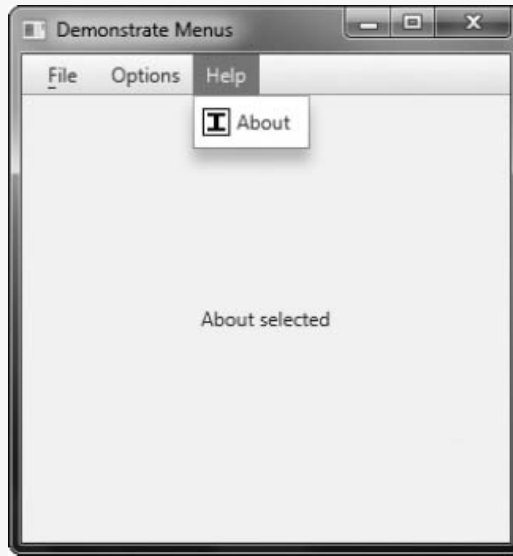 Demonstrate Menus
File Options Help
I About
About selected